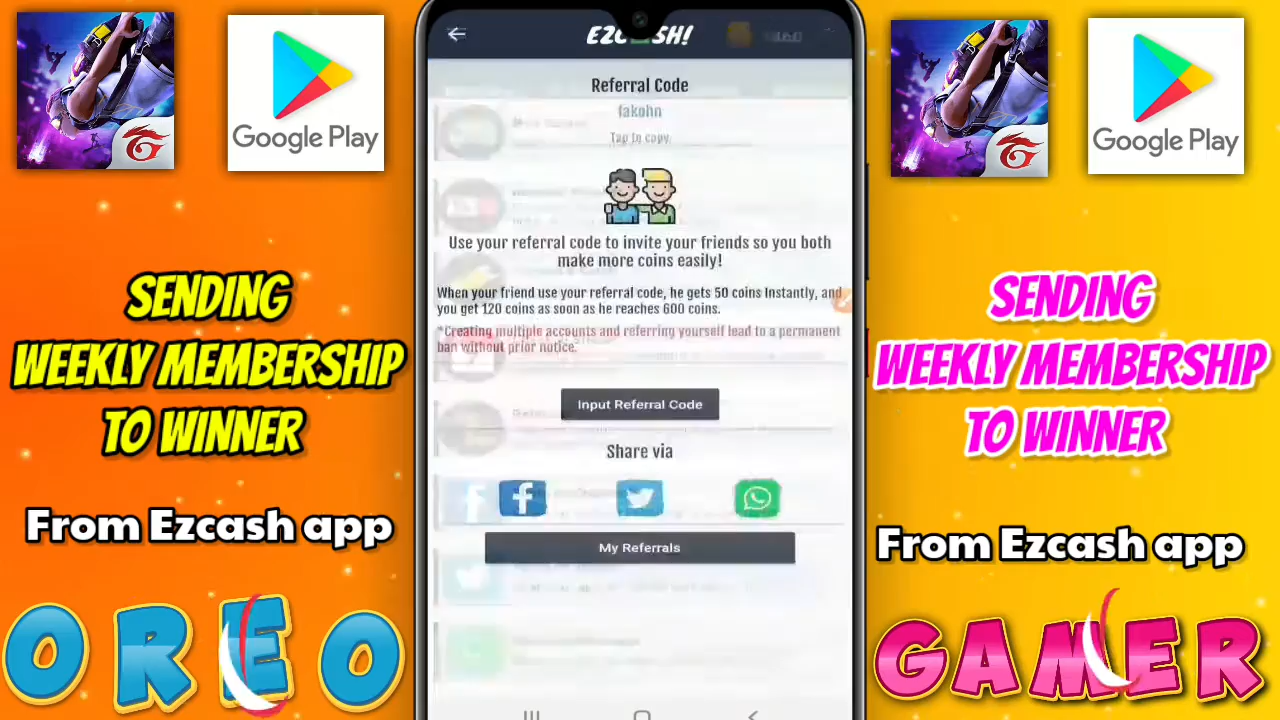 Google Play
Google Play
EZCASH!
Referral Code
fakohn
Tap to copy
Use your referral code to invite your friends so you both
make more coins easily!
When your friend use your referral code, he gets 50 coins Instantly, and
you get 120 coins as soon as he reaches 600 coins.
*Creating multiple accounts and referring yourself lead to a permanent
ban without prior notice.
Input Referral Code
Share via
My Referrals
SENDING
WEEKLY MEMBERSHIP
TO WINNER
From Ezcash app
OREO
SENDING
WEEKLY MEMBERSHIP
TO WINNER
From Ezcash app
GAMER